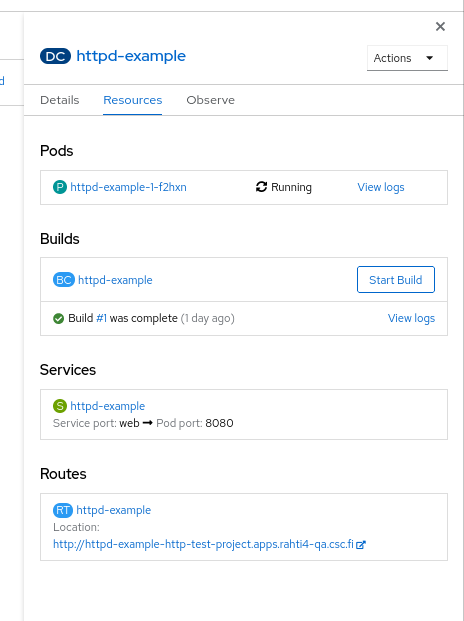 ×
d
DC httpd-example
Actions
Details Resources Observe
Pods
P httpd-example-1-f2hxn Running View logs
Builds
BC httpd-example Start Build
Build #1 was complete (1 day ago) View logs
Services
S httpd-example
Service port: web → Pod port: 8080
Routes
RT httpd-example
Location:
http://httpd-example-http-test-project.apps.rahti4-qa.csc.fi